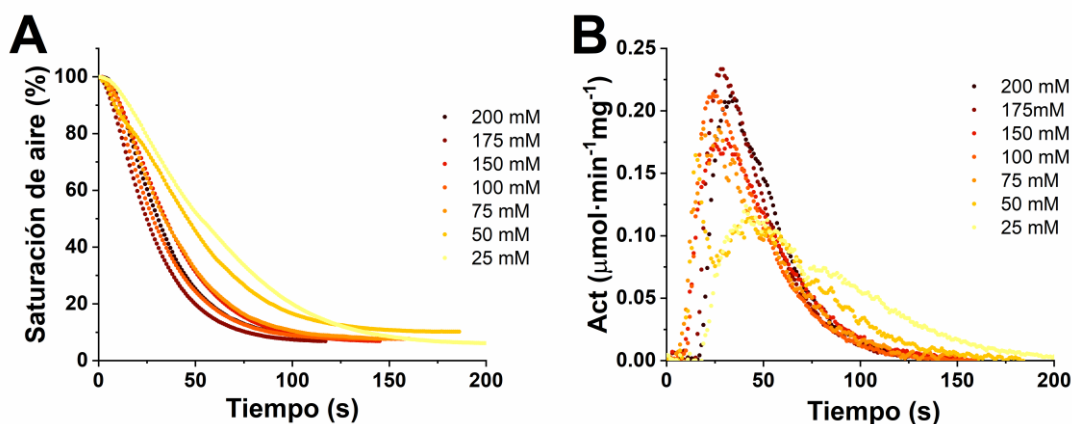 A
Saturación de aire (%)
100
80
60
40
20
0
0
50
100
150
200
Tiempo (s)
200 mM
175 mM
150 mM
100 mM
75 mM
50 mM
25 mM
B
Act (μmol·min⁻¹mg⁻¹)
0.25
0.20
0.15
0.10
0.05
0.00
0
50
100
150
200
Tiempo (s)
200 mM
175mM
150 mM
100 mM
75 mM
50 mM
25 mM